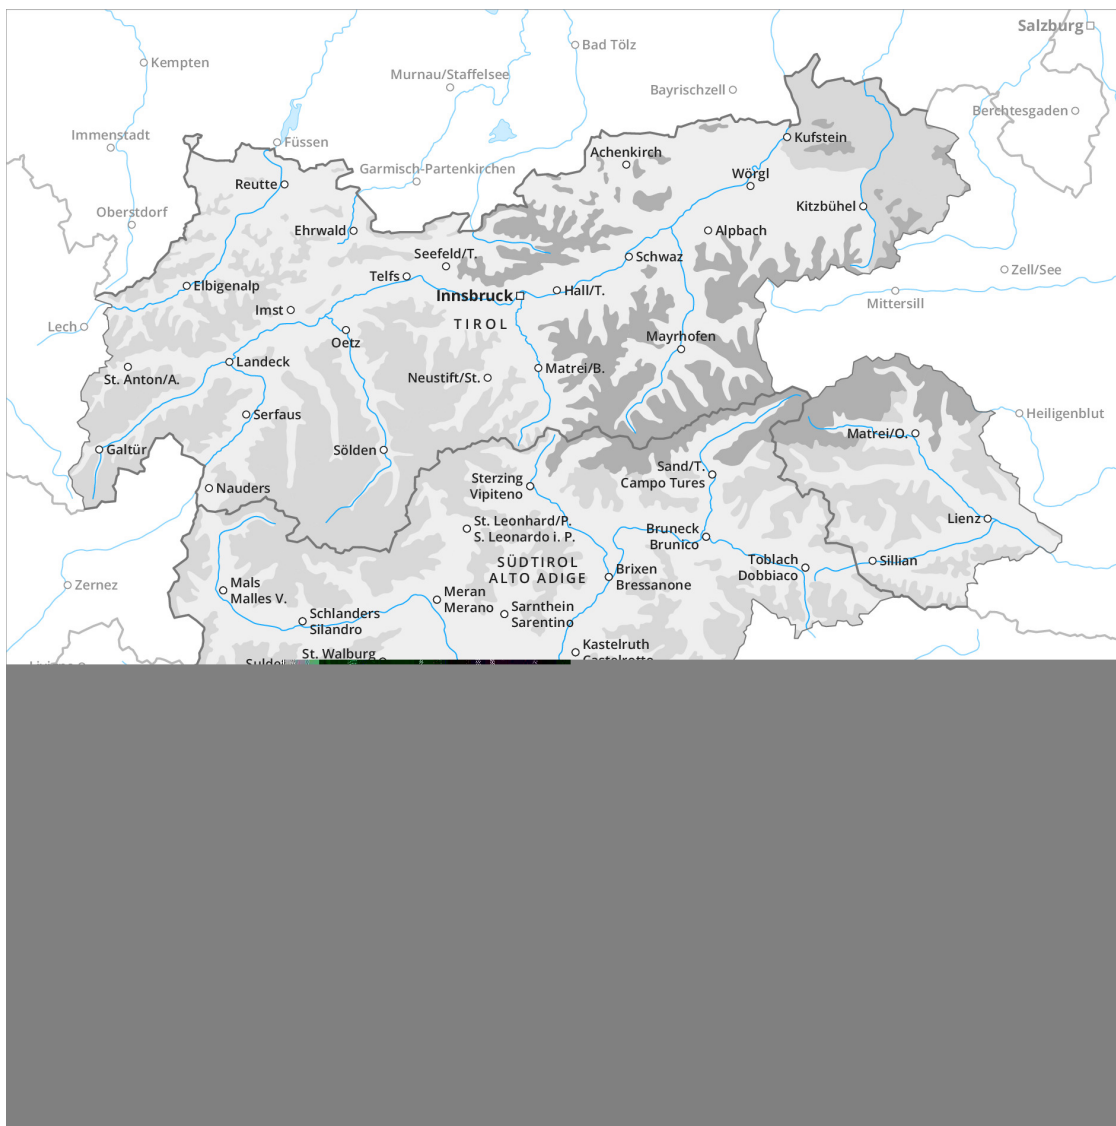 Salzburg
Bad Tölz
Kempten
Murnau/Staffelsee
Bayrischzell
Berchtesgaden
Immenstadt
Füssen
Kufstein
Achenkirch
Garmisch-Partenkirchen
Wörgl
Reutte
Oberstdorf
Kitzbühel
Ehrwald
Alpbach
Seefeld/T.
Schwaz
Zell/See
Telfs
Elbigenalp
Innsbruck
Hall/T.
Mittersill
Imst
TIROL
Lech
Oetz
Mayrhofen
Landeck
Matrei/B.
St. Anton/A.
Neustift/St.
Serfaus
Heiligenblut
Matrei/O.
Galtür
Sölden
Sand/T.
Campo Tures
Sterzing
Vipiteno
Nauders
Lienz
St. Leonhard/P.
S. Leonardo i. P.
Bruneck
Brunico
SÜDTIROL
ALTO ADIGE
Toblach
Dobbiaco
Sillian
Brixen
Bressanone
Zernez
Mals
Malles V.
Meran
Merano
Schlanders
Silandro
Sarnthein
Sarentino
Kastelruth
St. Walburg